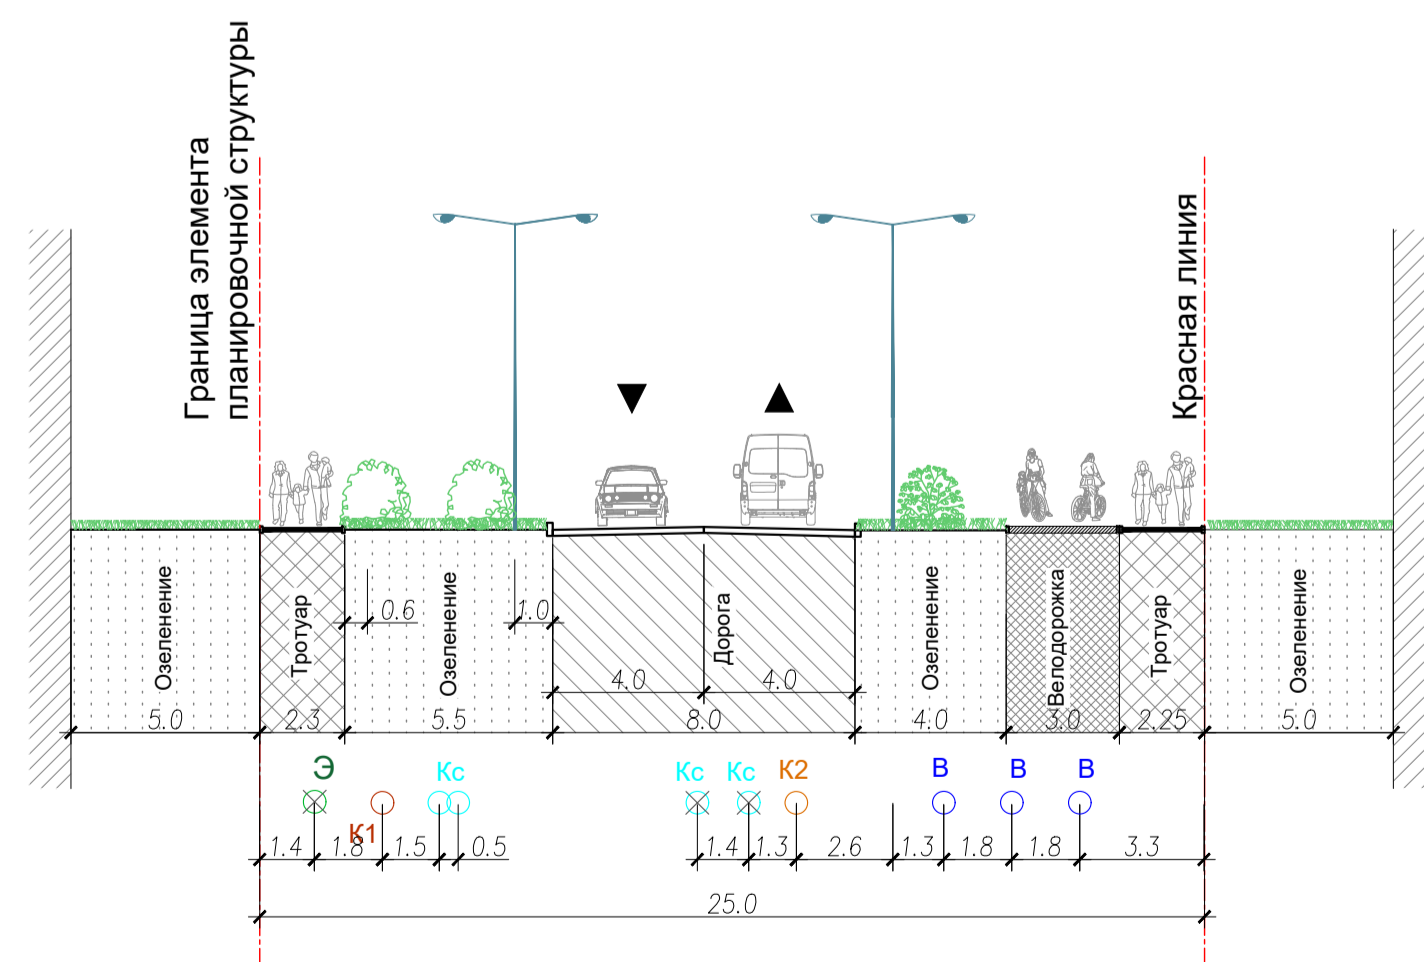 Граница элемента
планировочной структуры
Красная линия
Озеленение
Тротуар
Озеленение
Дорога
Озеленение
Велодорожка
Тротуар
Озеленение
0.6
1.0
4.0
4.0
5.0
2.3
5.5
8.0
4.0
3.0
2.25
5.0
Э
Кс
Кс
Кс
К2
В
В
В
К1
1.4
1.8
1.5
0.5
1.4
1.3
2.6
1.3
1.8
1.8
3.3
25.0